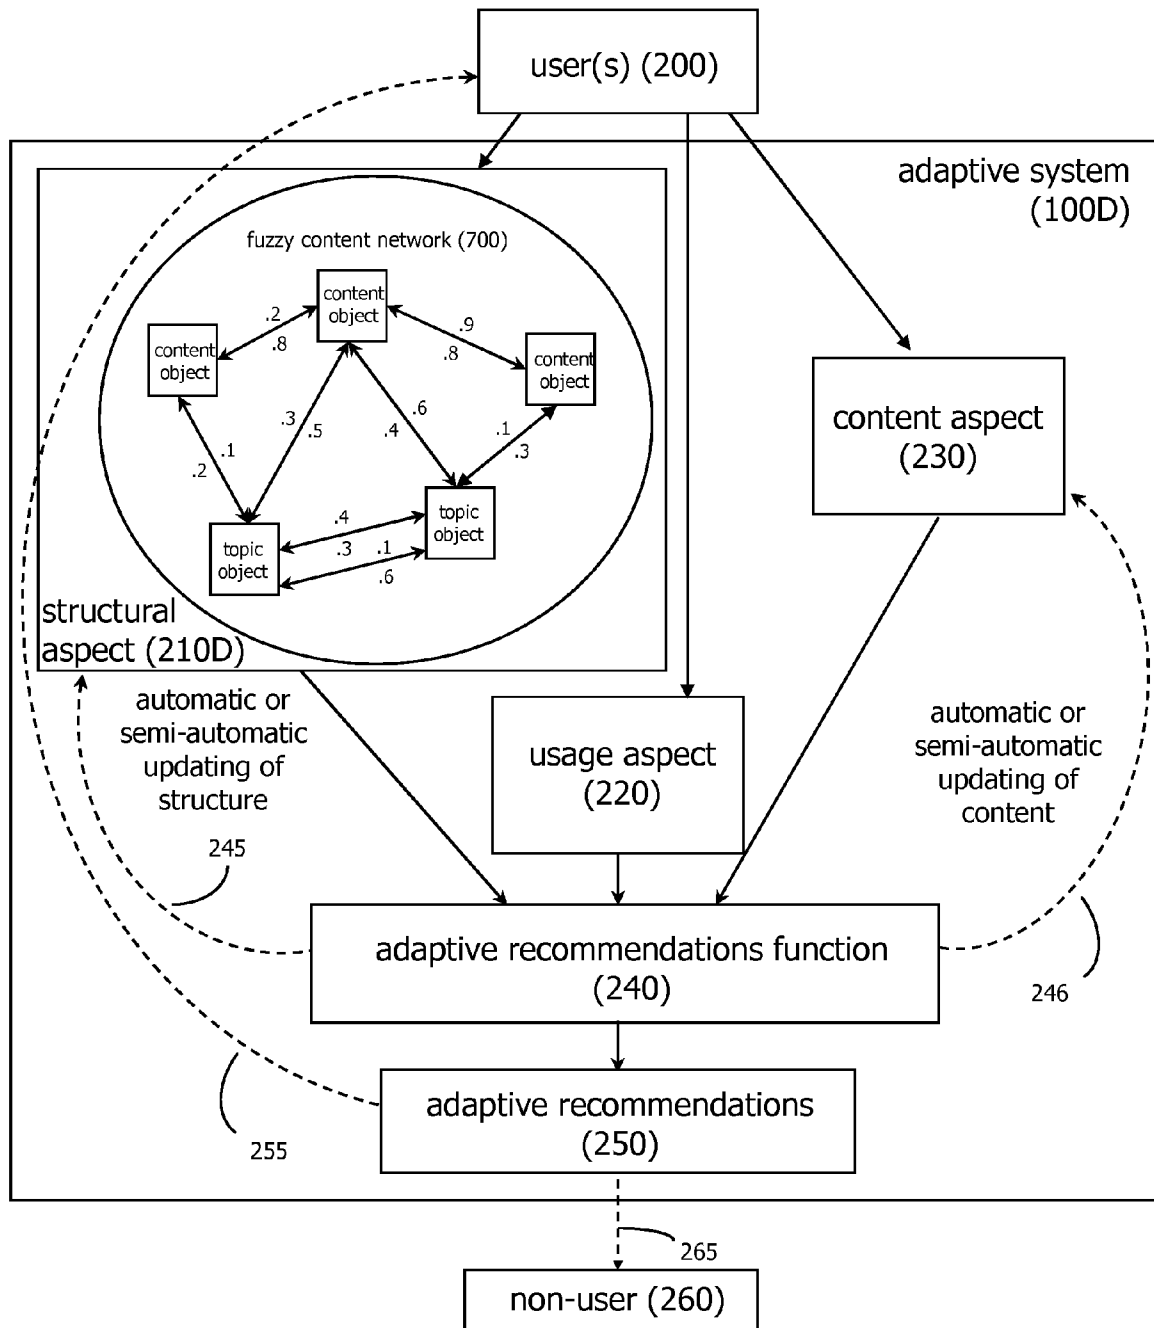 user(s) (200)
adaptive system
(100D)
fuzzy content network (700)
content
object
.2
.8
.9
.8
content
object
content
object
.3
.5
.6
.4
.1
.3
.1
.2
topic
object
.4
.3
.1
.6
topic
object
content aspect
(230)
structural
aspect (210D)
automatic or
semi-automatic
updating of
structure
245
usage aspect
(220)
automatic or
semi-automatic
updating of
content
246
adaptive recommendations function
(240)
adaptive recommendations
(250)
255
265
non-user (260)